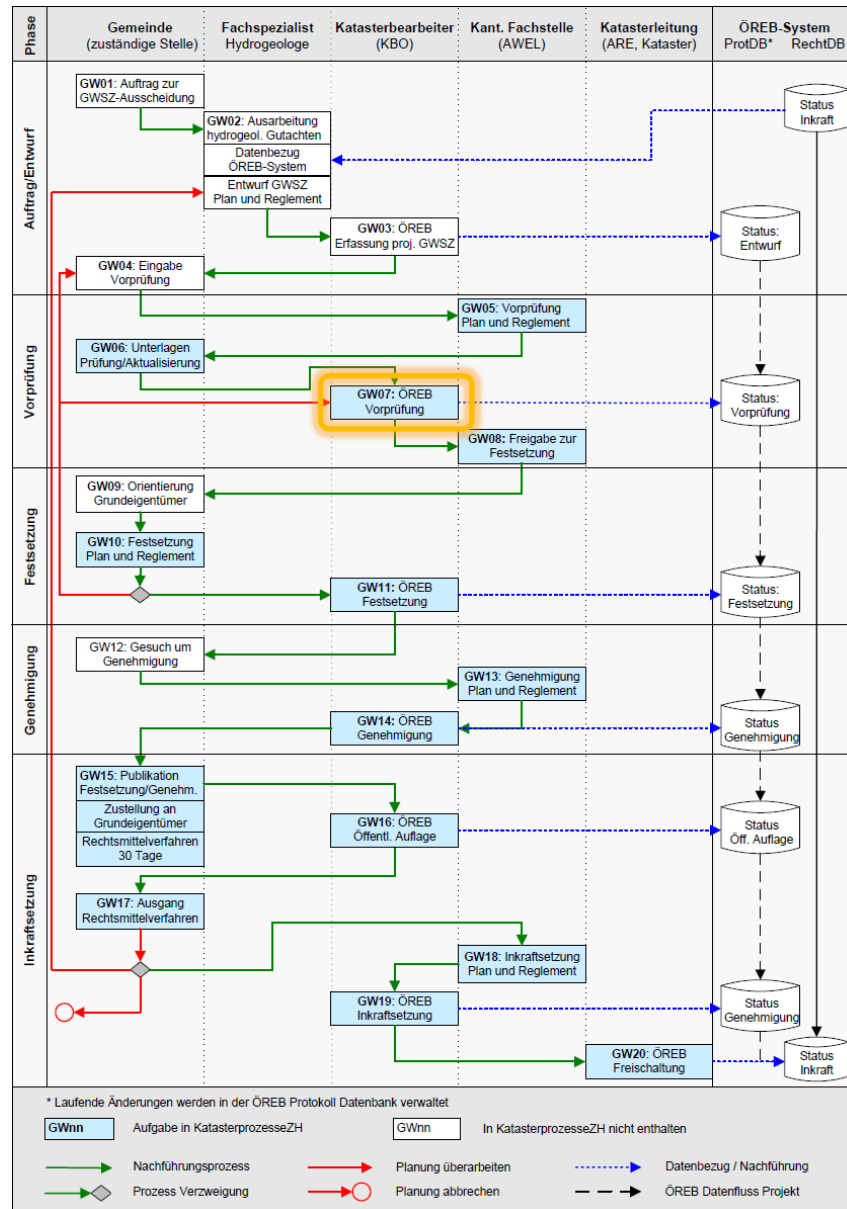 Phase
Gemeinde
(zuständige Stelle)
Fachspezialist
Hydrogeologe
Katasterbearbeiter
(KBO)
Kant. Fachstelle
(AWEL)
Katasterleitung
(ARE, Kataster)
ÖREB-System
ProtDB* RechtDB
Auftrag/Entwurf
GW01: Auftrag zur
GWSZ-Ausscheidung
GW02: Ausarbeitung
hydrogeol. Gutachten
Datenbezug
ÖREB-System
Entwurf GWSZ
Plan und Reglement
Status
Inkraft
GW03: ÖREB
Erfassung proj. GWSZ
Status:
Entwurf
GW04: Eingabe
Vorprüfung
Vorprüfung
GW05: Vorprüfung
Plan und Reglement
GW06: Unterlagen
Prüfung/Aktualisierung
GW07: ÖREB
Vorprüfung
Status:
Vorprüfung
GW08: Freigabe zur
Festsetzung
Festsetzung
GW09: Orientierung
Grundeigentümer
GW10: Festsetzung
Plan und Reglement
GW11: ÖREB
Festsetzung
Status:
Festsetzung
Genehmigung
GW12: Gesuch um
Genehmigung
GW13: Genehmigung
Plan und Reglement
GW14: ÖREB
Genehmigung
Status
Genehmigung
Inkraftsetzung
GW15: Publikation
Festsetzung/Genehm.
Zustellung an
Grundeigentümer
Rechtsmittelverfahren
30 Tage
GW16: ÖREB
Öffentl. Auflage
Status
Öff. Auflage
GW17: Ausgang
Rechtsmittelverfahren
GW18: Inkraftsetzung
Plan und Reglement
GW19: ÖREB
Inkraftsetzung
Status
Genehmigung
GW20: ÖREB
Freischaltung
Status
Inkraft
* Laufende Änderungen werden in der ÖREB Protokoll Datenbank verwaltet
GWnn Aufgabe in KatasterprozesseZH
GWnn In KatasterprozesseZH nicht enthalten
Nachführungsprozess
Planung überarbeiten
Datenbezug / Nachführung
Prozess Verzweigung
Planung abbrechen
ÖREB Datenfluss Projekt